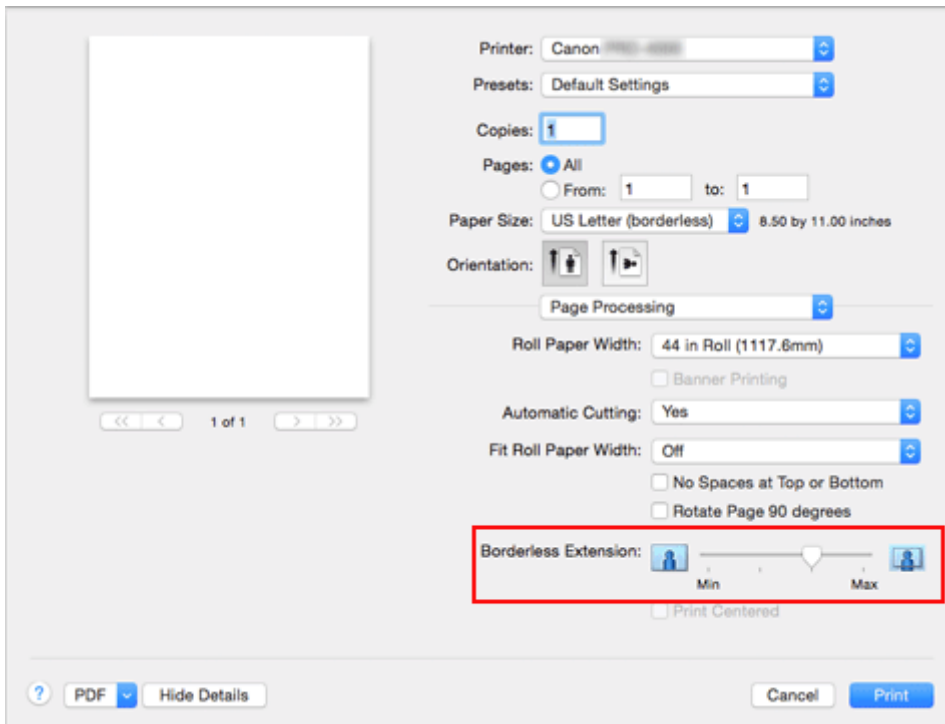 Printer: Canon
Presets: Default Settings
Copies: 1
Pages: All
From: 1 to: 1
Paper Size: US Letter (borderless) 8.50 by 11.00 inches
Orientation:
Page Processing
Roll Paper Width: 44 in Roll (1117.6mm)
Banner Printing
1 of 1
Automatic Cutting: Yes
Fit Roll Paper Width: Off
No Spaces at Top or Bottom
Rotate Page 90 degrees
Borderless Extension:
Min Max
Print Centered
? PDF Hide Details Cancel Print